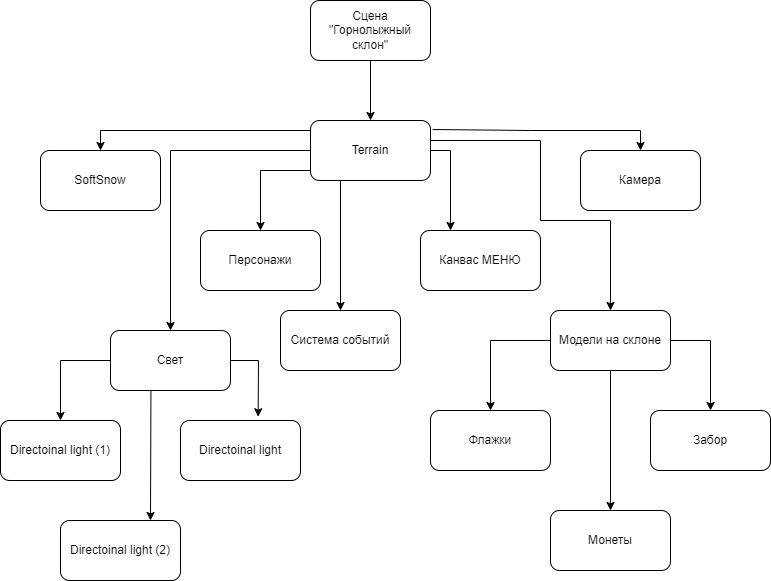 Сцена
"Горнолыжный
склон"
Terrain
SoftSnow
Камера
Персонажи
Канвас МЕНЮ
Система событий
Модели на склоне
Свет
Directoinal light (1)
Directoinal light
Флажки
Забор
Directoinal light (2)
Монеты